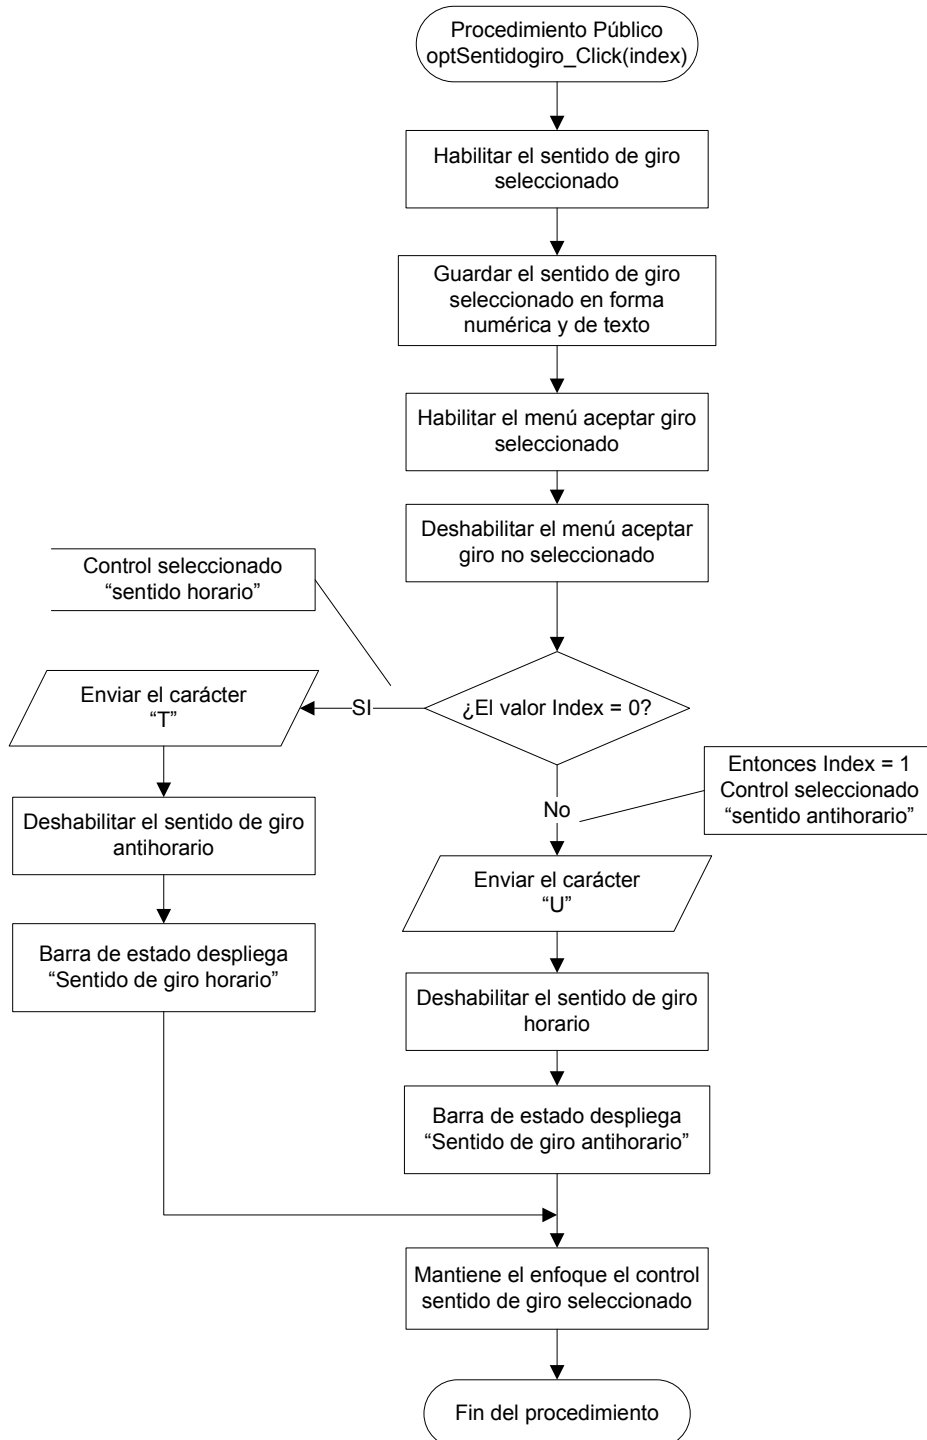 Procedimiento Público
optSentidogiro_Click(index)
Habilitar el sentido de giro
seleccionado
Guardar el sentido de giro
seleccionado en forma
numérica y de texto
Habilitar el menú aceptar giro
seleccionado
Deshabilitar el menú aceptar
giro no seleccionado
Control seleccionado
“sentido horario”
¿El valor Index = 0?
SI
Enviar el carácter
“T”
Deshabilitar el sentido de giro
antihorario
Barra de estado despliega
“Sentido de giro horario”
No
Entonces Index = 1
Control seleccionado
“sentido antihorario”
Enviar el carácter
“U”
Deshabilitar el sentido de giro
horario
Barra de estado despliega
“Sentido de giro antihorario”
Mantiene el enfoque el control
sentido de giro seleccionado
Fin del procedimiento